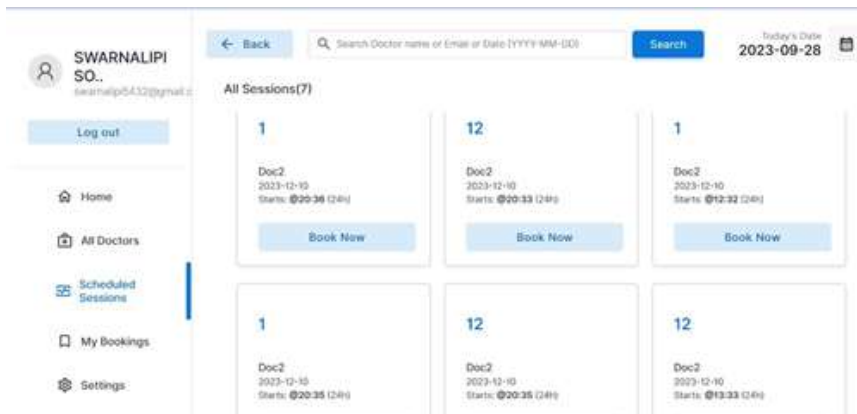 SWARNALIPI
SO..
Log out
Home
All Doctors
Scheduled
Sessions
My Bookings
Settings
← Back
Search Doctor name or Email or Date (YYYY-MM-DD)
Search
Today's Date
2023-09-28
All Sessions(7)
1
Doc2
2023-12-10
Starts: @20:36 (24h)
Book Now
12
Doc2
2023-12-10
Starts: @20:33 (24h)
Book Now
1
Doc2
2023-12-10
Starts: @12:32 (24h)
Book Now
1
Doc2
2023-12-10
Starts: @20:35 (24h)
12
Doc2
2023-12-10
Starts: @20:35 (24h)
12
Doc2
2023-12-10
Starts: @13:33 (24h)